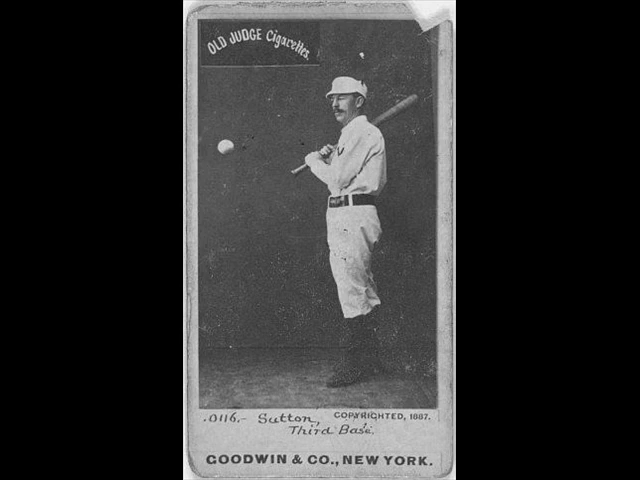 OLD JUDGE Cigarettes.
.0116.- Sutton, COPYRIGHTED, 1887.
Third Base.
GOODWIN & CO., NEW YORK.